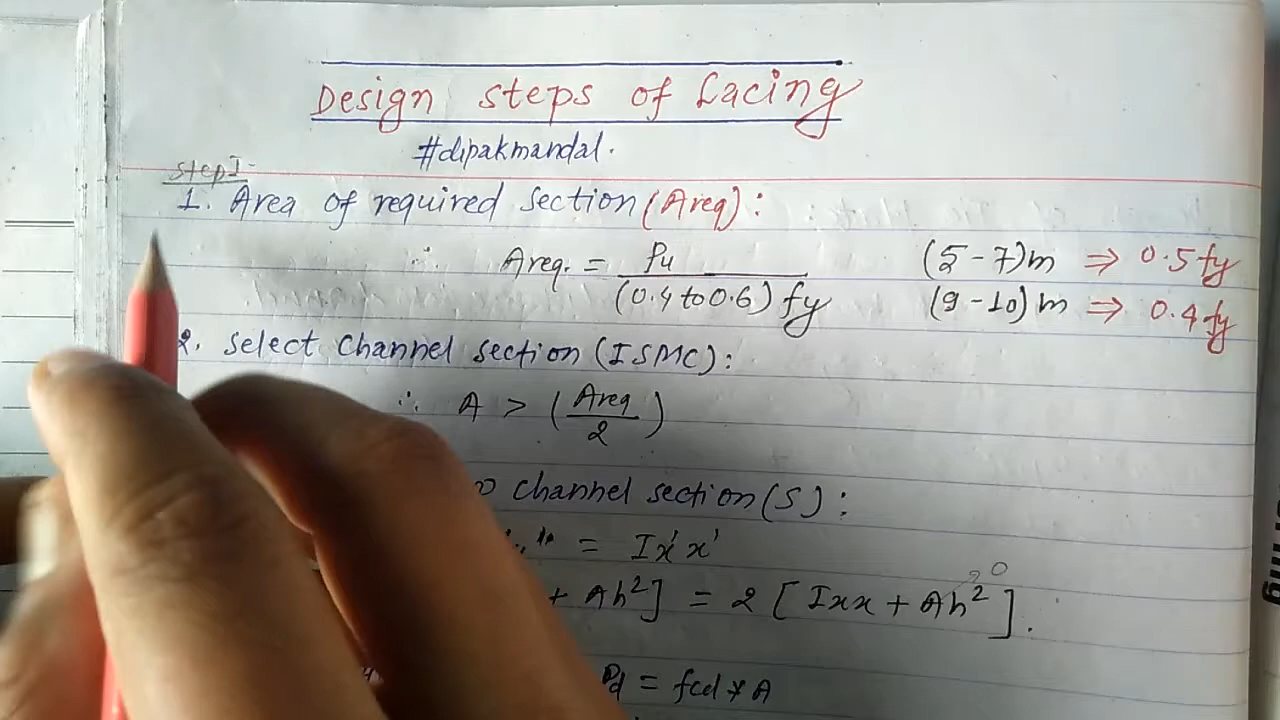 Design steps of Lacing
#dipakmandal.
Step I-
1. Area of required section (Areq) :
∴ Areq. = Pu / (0.4 to 0.6) fy
(5-7)m ⇒ 0.5 fy
(9-10)m ⇒ 0.4 fy
2. Select Channel section (ISMC) :
∴ A > (Areq / 2)
channel section (S) :
= Ix'x'
+ Ah²] = 2 [Ixx + Ah²].
0
Pd = fcd * A